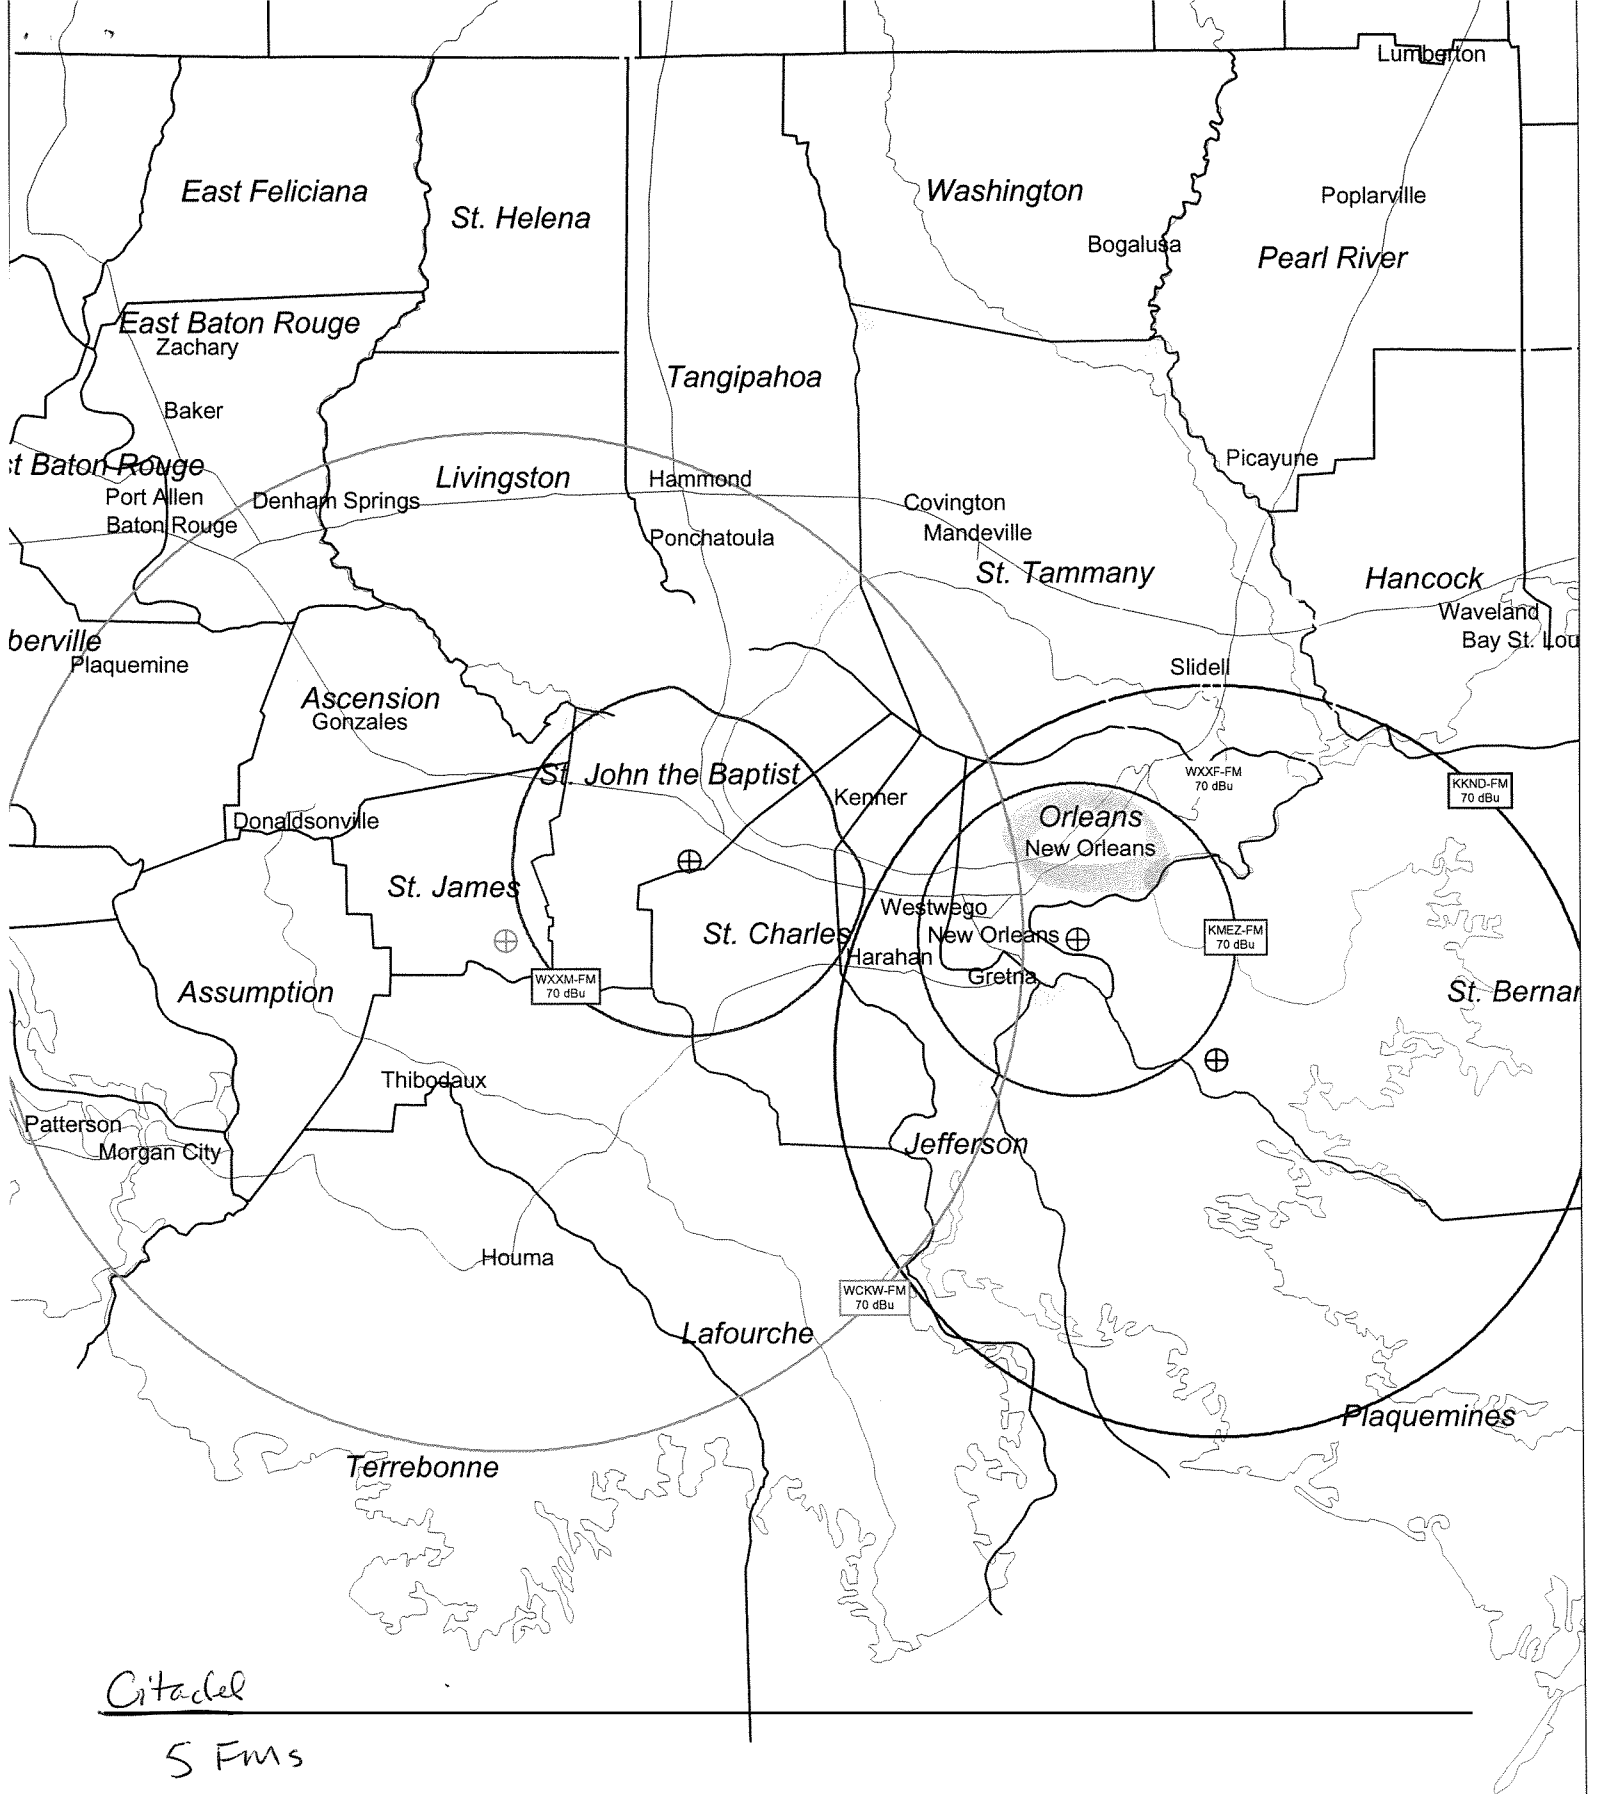 Lumberton
East Feliciana
St. Helena
Washington
Poplarville
Bogalusa
Pearl River
East Baton Rouge
Zachary
Tangipahoa
Baker
st Baton Rouge
Livingston
Hammond
Picayune
Port Allen
Denham Springs
Covington
Baton Rouge
Ponchatoula
Mandeville
St. Tammany
Hancock
Waveland
berville
Bay St. Lou
Plaquemine
Slidell
Ascension
Gonzales
St. John the Baptist
WXXF-FM
70 dBu
KKND-FM
70 dBu
Kenner
Donaldsonville
Orleans
New Orleans
St. James
Westwego
St. Charles
New Orleans
KMEZ-FM
70 dBu
Harahan
Gretna
WXXM-FM
70 dBu
Assumption
St. Bernar
Thibodaux
Patterson
Morgan City
Jefferson
Houma
WCKW-FM
70 dBu
Lafourche
Plaquemines
Terrebonne
Citadel
5 Fms